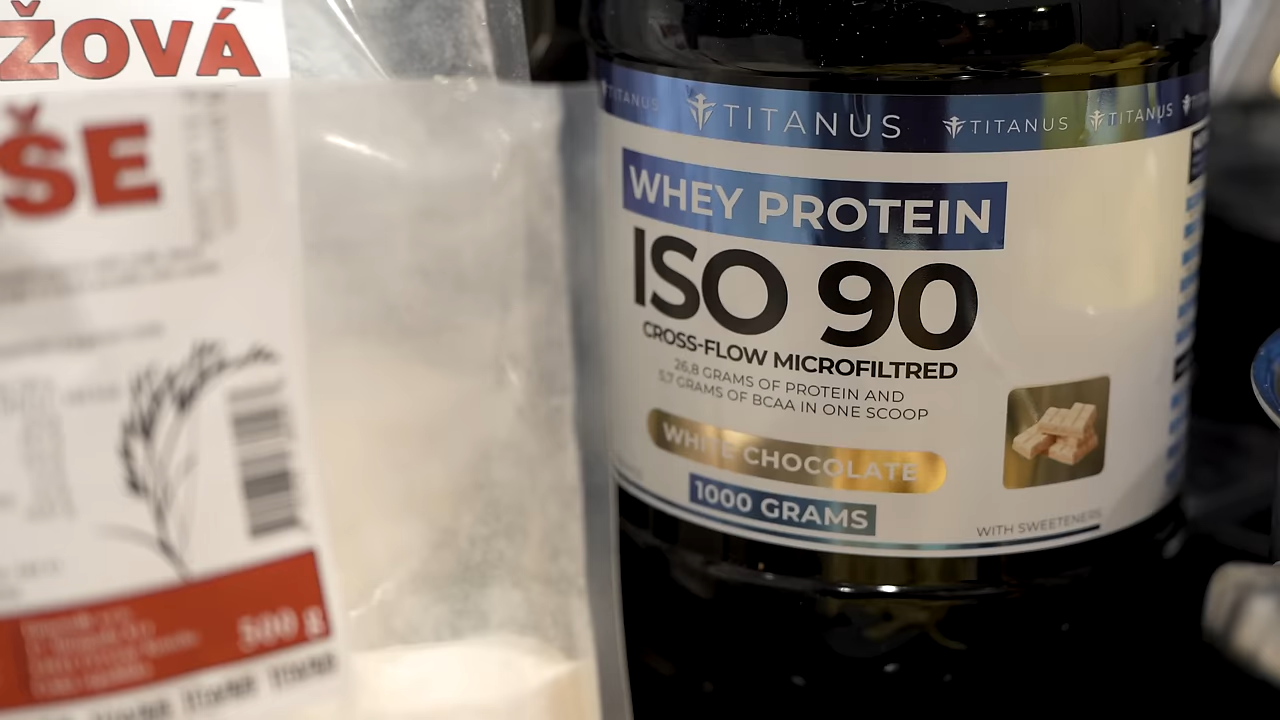 ŽOVÁ
ŠE
500 g
TITANUS TITANUS TITANUS TITANUS
WHEY PROTEIN
ISO 90
CROSS-FLOW MICROFILTRED
26,8 GRAMS OF PROTEIN AND
5,7 GRAMS OF BCAA IN ONE SCOOP
WHITE CHOCOLATE
1000 GRAMS
WITH SWEETENERS